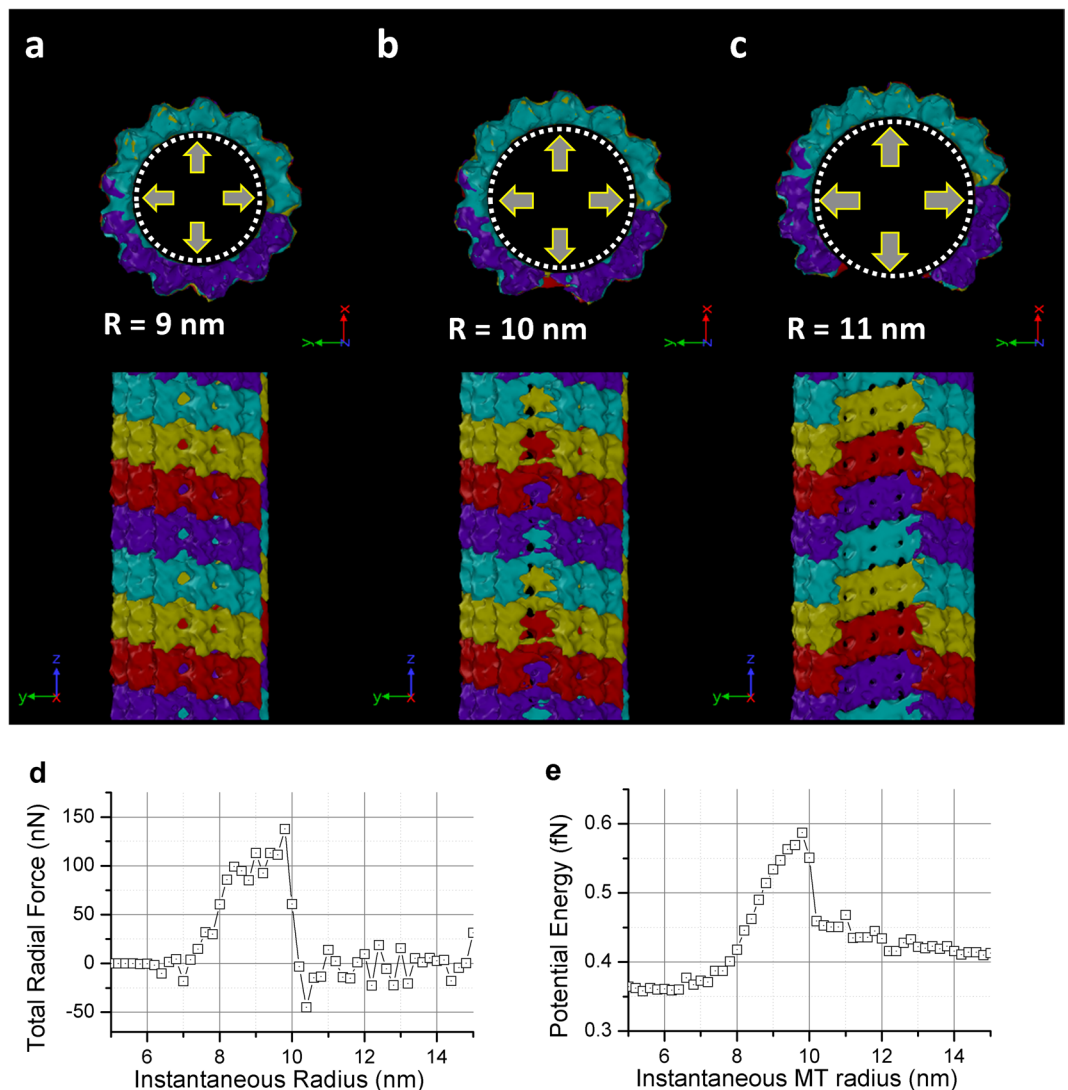 a
b
c
R = 9 nm
R = 10 nm
R = 11 nm
x
y
z
x
y
z
x
y
z
z
y
x
z
y
x
z
y
x
d
e
150
100
50
0
-50
Total Radial Force (nN)
6
8
10
12
14
Instantaneous Radius (nm)
0.6
0.5
0.4
0.3
Potential Energy (fN)
6
8
10
12
14
Instantaneous MT radius (nm)